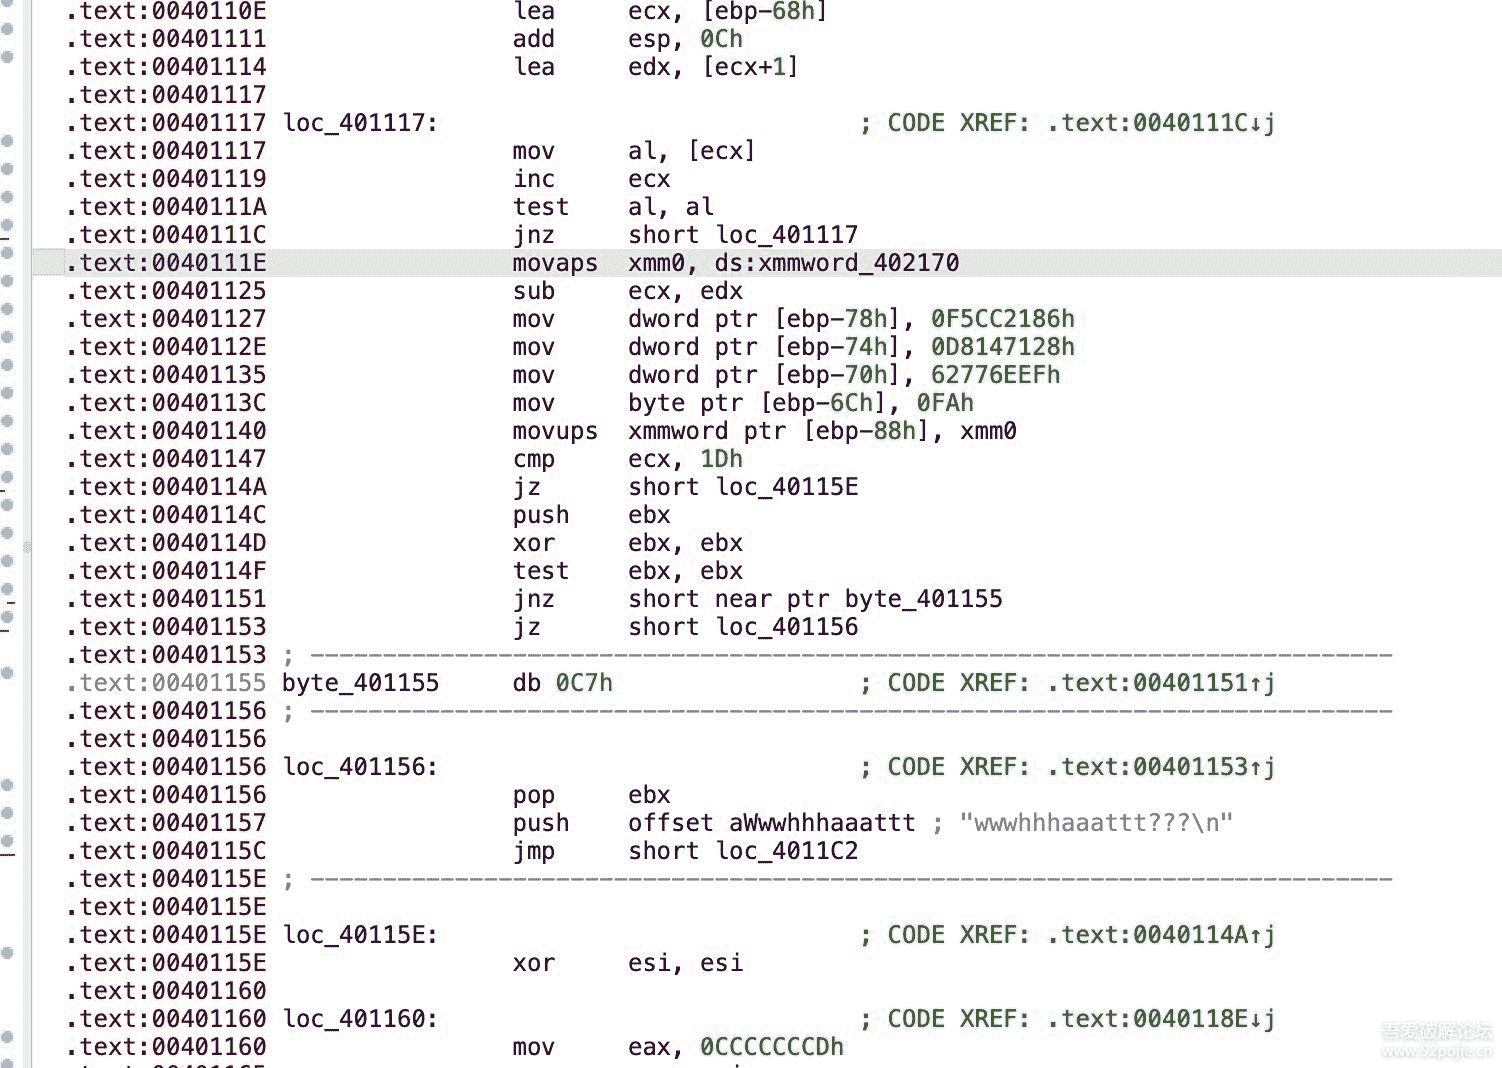 .text:0040110E lea ecx, [ebp-68h]
.text:00401111 add esp, 0Ch
.text:00401114 lea edx, [ecx+1]
.text:00401117
.text:00401117 loc_401117: ; CODE XREF: .text:0040111C↓j
.text:00401117 mov al, [ecx]
.text:00401119 inc ecx
.text:0040111A test al, al
.text:0040111C jnz short loc_401117
.text:0040111E movaps xmm0, ds:xmmword_402170
.text:00401125 sub ecx, edx
.text:00401127 mov dword ptr [ebp-78h], 0F5CC2186h
.text:0040112E mov dword ptr [ebp-74h], 0D8147128h
.text:00401135 mov dword ptr [ebp-70h], 62776EEFh
.text:0040113C mov byte ptr [ebp-6Ch], 0FAh
.text:00401140 movups xmmword ptr [ebp-88h], xmm0
.text:00401147 cmp ecx, 1Dh
.text:0040114A jz short loc_40115E
.text:0040114C push ebx
.text:0040114D xor ebx, ebx
.text:0040114F test ebx, ebx
.text:00401151 jnz short near ptr byte_401155
.text:00401153 jz short loc_401156
.text:00401153 ; ---------------------------------------------------------------------------
.text:00401155 byte_401155 db 0C7h ; CODE XREF: .text:00401151↑j
.text:00401156 ; ---------------------------------------------------------------------------
.text:00401156
.text:00401156 loc_401156: ; CODE XREF: .text:00401153↑j
.text:00401156 pop ebx
.text:00401157 push offset aWwwhhhaaattt ; "wwwhhhaaattt???\n"
.text:0040115C jmp short loc_4011C2
.text:0040115E ; ---------------------------------------------------------------------------
.text:0040115E
.text:0040115E loc_40115E: ; CODE XREF: .text:0040114A↑j
.text:0040115E xor esi, esi
.text:00401160
.text:00401160 loc_401160: ; CODE XREF: .text:0040118E↓j
.text:00401160 mov eax, 0CCCCCCCDh
吾爱破解论坛
www.52pojie.cn